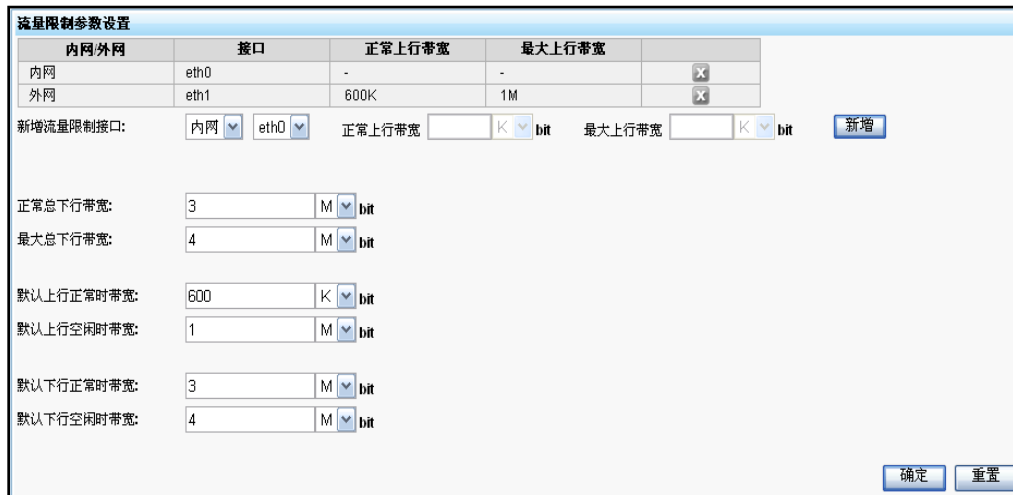 流量限制参数设置
内网/外网 接口 正常上行带宽 最大上行带宽
内网 eth0 - -
外网 eth1 600K 1M
新增流量限制接口: 内网 eth0 正常上行带宽 K bit 最大上行带宽 K bit 新增
正常总下行带宽: 3 M bit
最大总下行带宽: 4 M bit
默认上行正常时带宽: 600 K bit
默认上行空闲时带宽: 1 M bit
默认下行正常时带宽: 3 M bit
默认下行空闲时带宽: 4 M bit
确定 重置